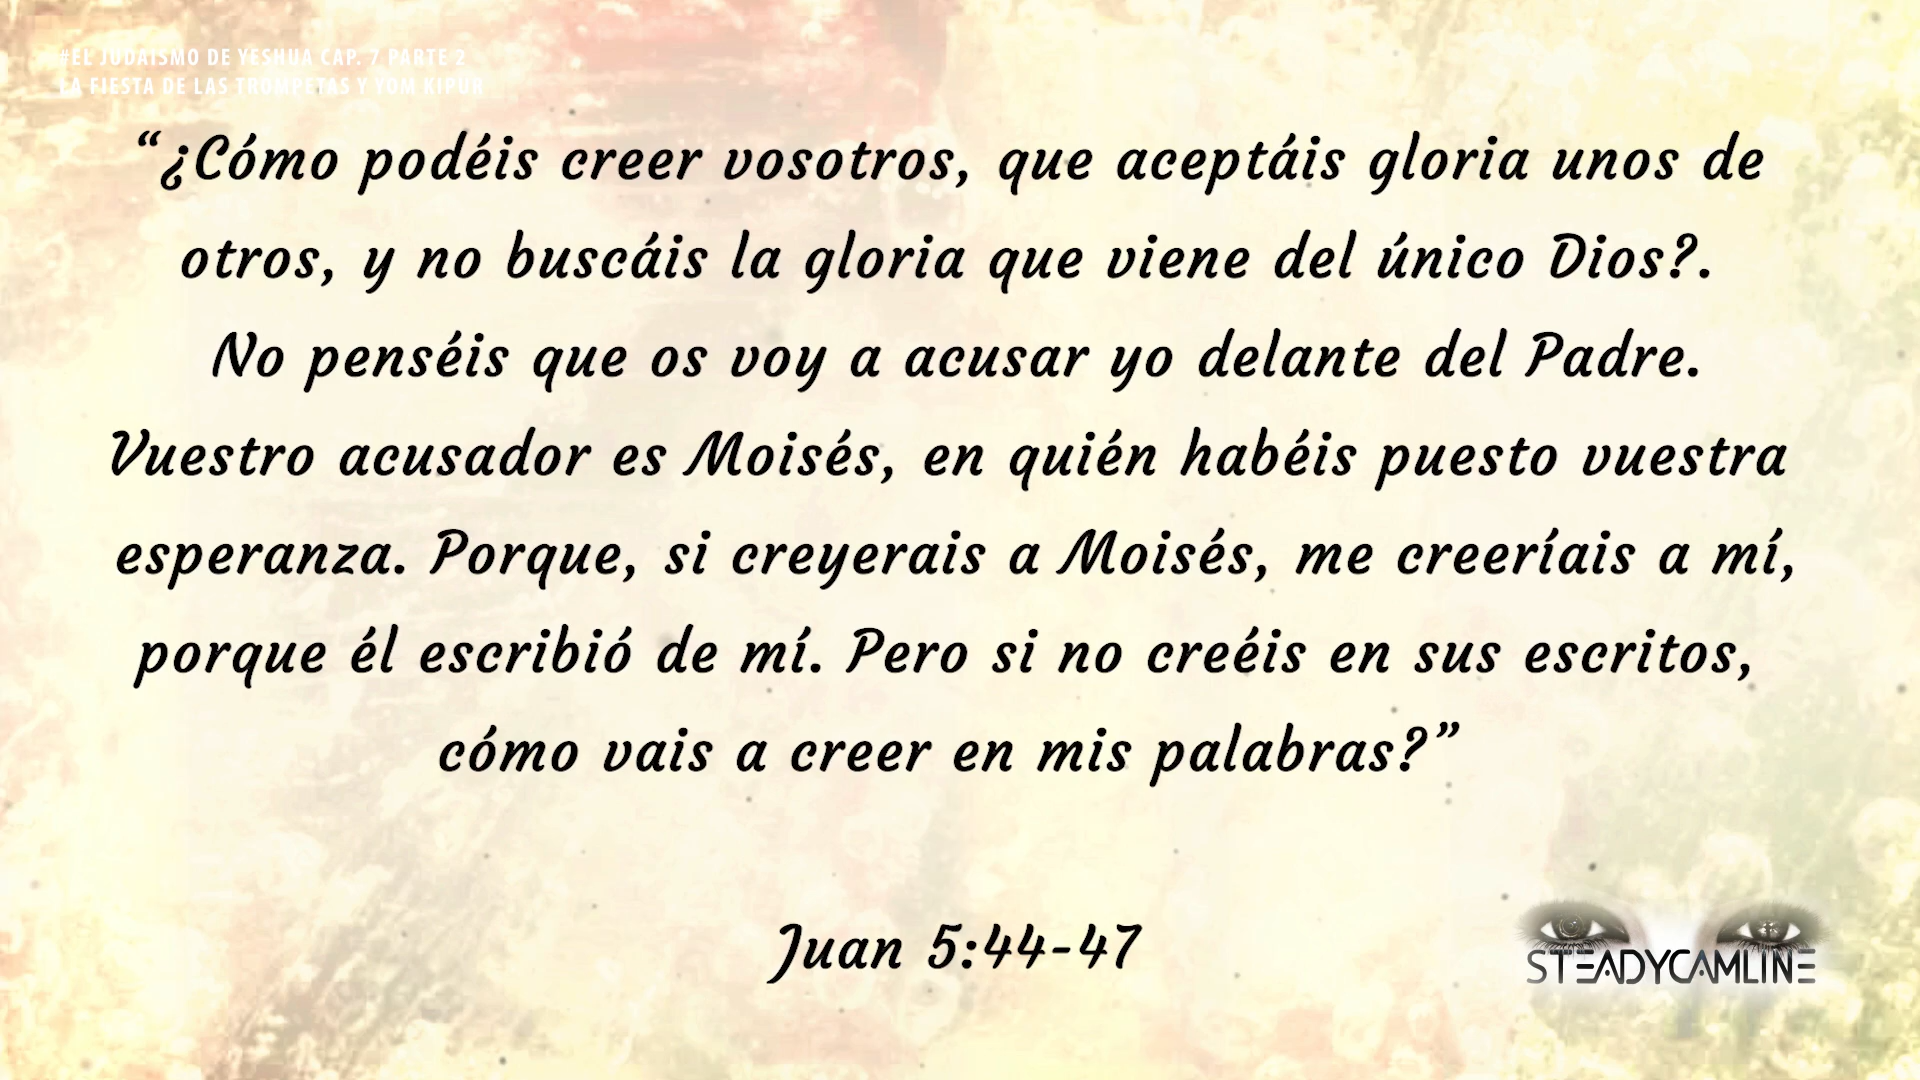 #EL JUDAISMO DE YESHUA CAP. 7 PARTE 2
LA FIESTA DE LAS TROMPETAS Y YOM KIPUR
“¿Cómo podéis creer vosotros, que aceptáis gloria unos de
otros, y no buscáis la gloria que viene del único Dios?.
No penséis que os voy a acusar yo delante del Padre.
Vuestro acusador es Moisés, en quién habéis puesto vuestra
esperanza. Porque, si creyerais a Moisés, me creeríais a mí,
porque él escribió de mí. Pero si no creéis en sus escritos,
cómo vais a creer en mis palabras?”
Juan 5:44-47
STEADYCAMLINE